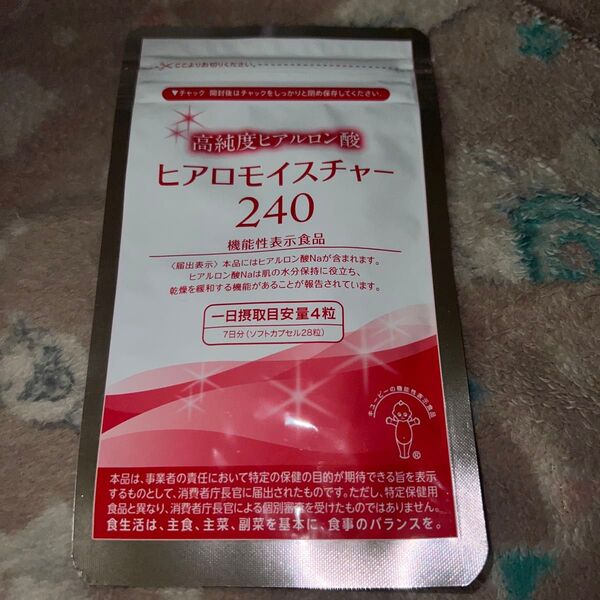 ここよりお切りください。
▼チャック 開封後はチャックをしっかりと閉め保存してください。
高純度ヒアルロン酸
ヒアロモイスチャー
240
機能性表示食品
〈届出表示〉本品にはヒアルロン酸Naが含まれます。
ヒアルロン酸Naは肌の水分保持に役立ち、
乾燥を緩和する機能があることが報告されています。
一日摂取目安量4粒
7日分(ソフトカプセル28粒)
キユーピーの機能性表示食品
®
本品は、事業者の責任において特定の保健の目的が期待できる旨を表示
するものとして、消費者庁長官に届出されたものです。ただし、特定保健用
食品と異なり、消費者庁長官による個別審査を受けたものではありません。
食生活は、主食、主菜、副菜を基本に、食事のバランスを。